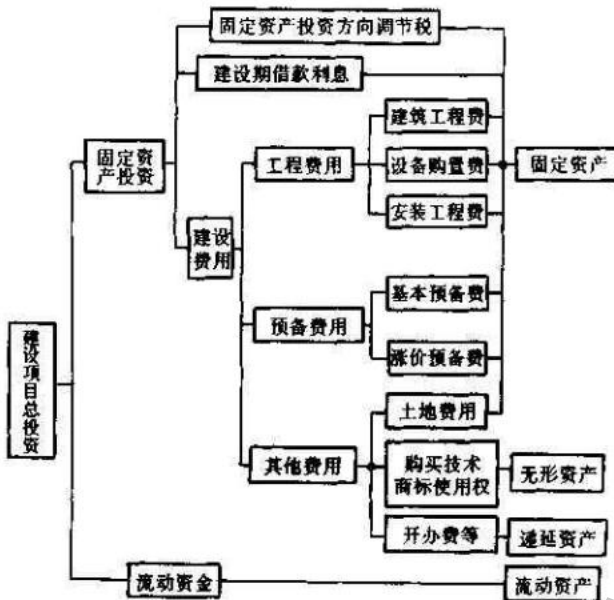 固定资产投资方向调节税
建设期借款利息
建筑工程费
固定资
产投资
工程费用
设备购置费
固定资产
安装工程费
建设
费用
基本预备费
预备费用
涨价预备费
建设项目总投资
土地费用
其他费用
购买技术
商标使用权
无形资产
开办费等
递延资产
流动资金
流动资产